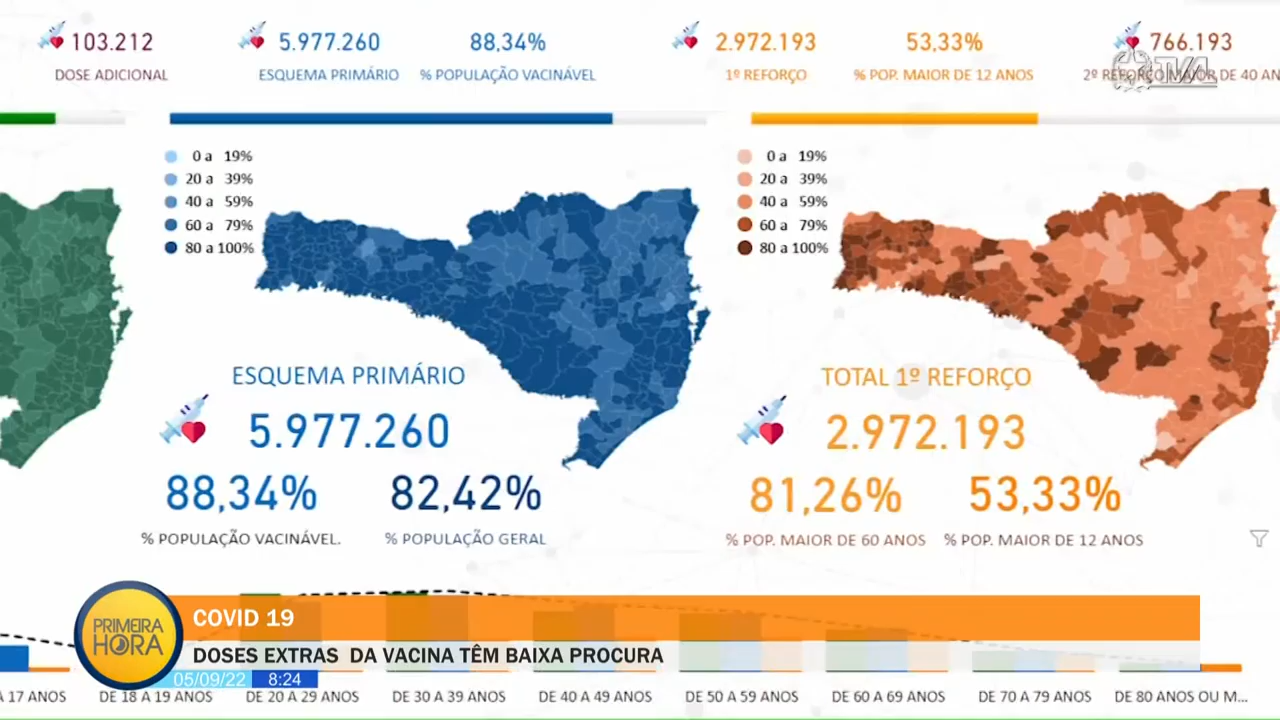 103.212
DOSE ADICIONAL
5.977.260
ESQUEMA PRIMÁRIO
88,34%
% POPULAÇÃO VACINÁVEL
2.972.193
1º REFORÇO
53,33%
% POP. MAIOR DE 12 ANOS
766.193
2º REFORÇO MAIOR DE 40 AN
TVAL
0 a 19%
20 a 39%
40 a 59%
60 a 79%
80 a 100%
ESQUEMA PRIMÁRIO
5.977.260
88,34%
% POPULAÇÃO VACINÁVEL.
82,42%
% POPULAÇÃO GERAL
0 a 19%
20 a 39%
40 a 59%
60 a 79%
80 a 100%
TOTAL 1º REFORÇO
2.972.193
81,26%
% POP. MAIOR DE 60 ANOS
53,33%
% POP. MAIOR DE 12 ANOS
PRIMEIRA
HORA
COVID 19
DOSES EXTRAS DA VACINA TÊM BAIXA PROCURA
05/09/22 8:24
A 17 ANOS
DE 18 A 19 ANOS
DE 20 A 29 ANOS
DE 30 A 39 ANOS
DE 40 A 49 ANOS
DE 50 A 59 ANOS
DE 60 A 69 ANOS
DE 70 A 79 ANOS
DE 80 ANOS OU M...